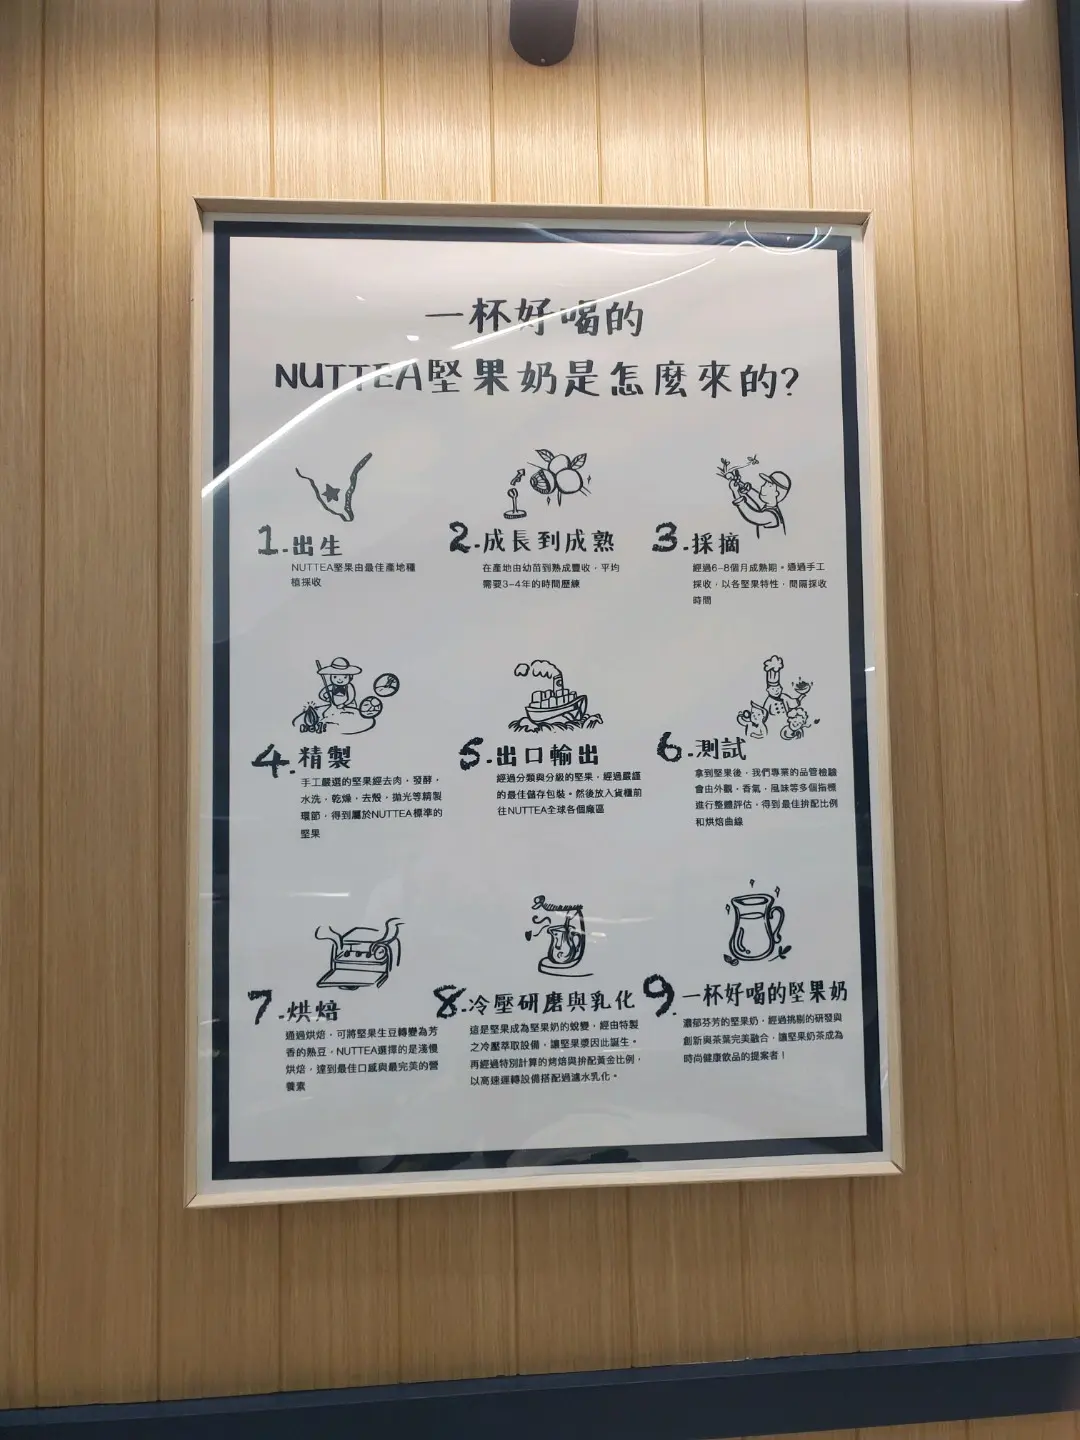 一杯好喝的
NUTTEA堅果奶是怎麼來的?
1.出生
NUTTEA堅果由最佳產地種
植採收
2.成長到成熟
在產地由幼苗到熟成豐收，平均
需要3-4年的時間歷練
3.採摘
經過6-8個月成熟期。通過手工
採收，以各堅果特性，間隔採收
時間
4.精製
手工嚴選的堅果經去肉，發酵，
水洗，乾燥，去殼，拋光等精製
環節，得到屬於NUTTEA標準的
堅果
5.出口輸出
經過分類與分級的堅果，經過嚴謹
的最佳儲存包裝。然後放入貨櫃前
往NUTTEA全球各個廠區
6.測試
拿到堅果後，我們專業的品管檢驗
會由外觀，香氣，風味等多個指標
進行整體評估，得到最佳拚配比例
和烘焙曲線
7.烘焙
通過烘焙，可將堅果生豆轉變為芳
香的熟豆，NUTTEA選擇的是淺慢
烘焙，達到最佳口感與最完美的營
養素
8.冷壓研磨與乳化
這是堅果成為堅果奶的蛻變，經由特製
之冷壓萃取設備，讓堅果漿因此誕生。
再經過特別計算的烤焙與拚配黃金比例，
以高速運轉設備搭配過濾水乳化。
9.一杯好喝的堅果奶
濃郁芬芳的堅果奶，經過挑剔的研發與
創新與茶葉完美融合，讓堅果奶茶成為
時尚健康飲品的提案者！